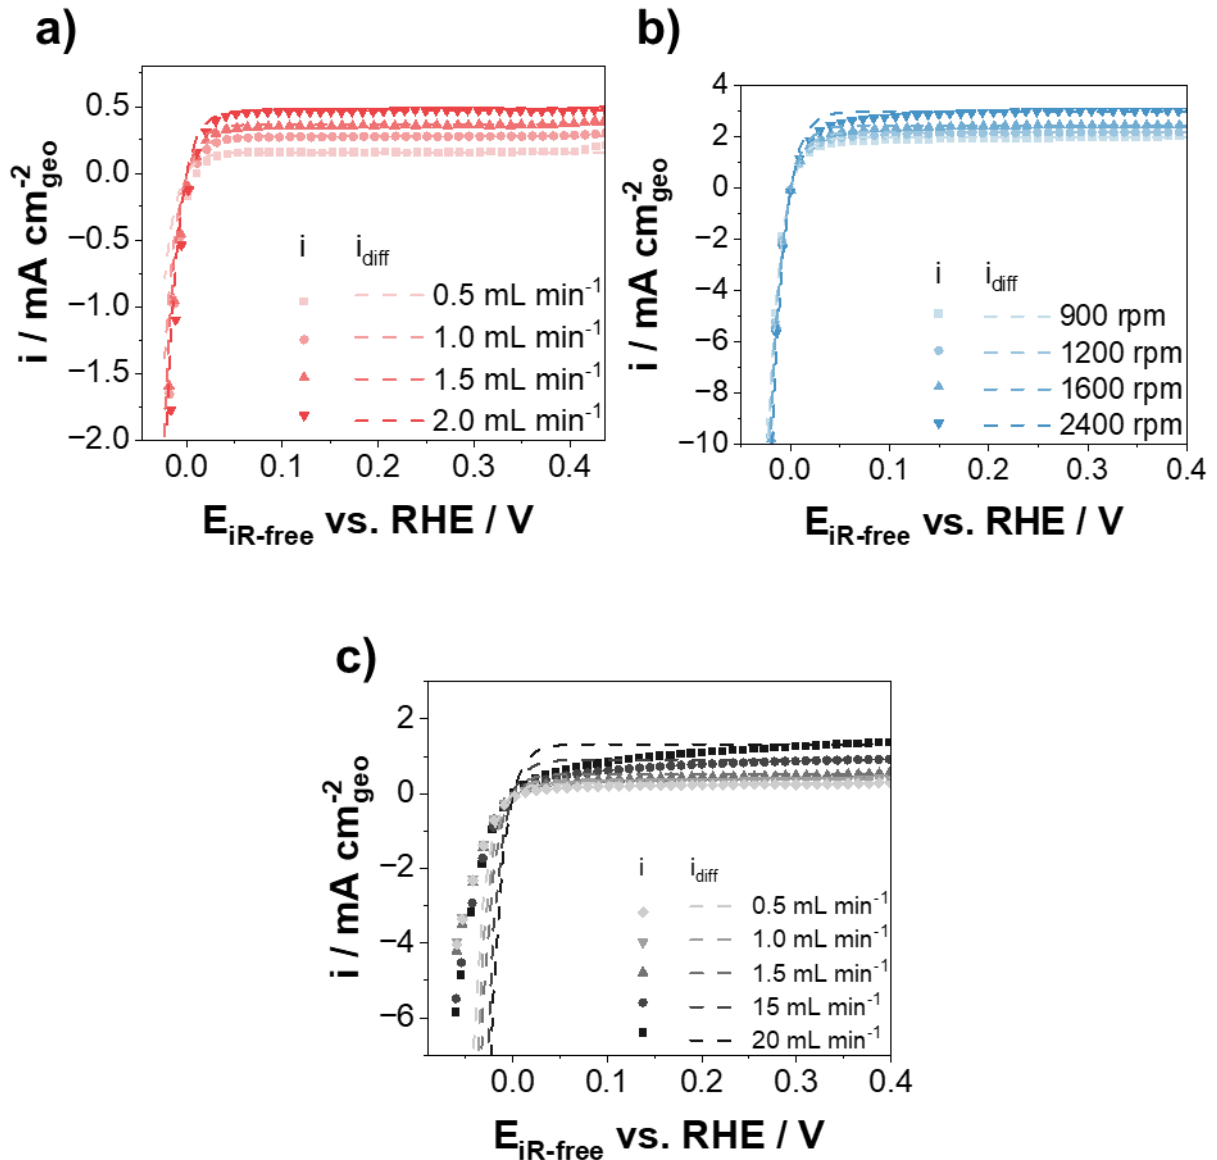 a)
0.5
0.0
−0.5
−1.0
−1.5
−2.0
0.0 0.1 0.2 0.3 0.4
i / mA cm⁻²geo
E_iR-free vs. RHE / V
i i_diff
0.5 mL min⁻¹
1.0 mL min⁻¹
1.5 mL min⁻¹
2.0 mL min⁻¹
b)
4
2
0
−2
−4
−6
−8
−10
0.0 0.1 0.2 0.3 0.4
i / mA cm⁻²geo
E_iR-free vs. RHE / V
i i_diff
900 rpm
1200 rpm
1600 rpm
2400 rpm
c)
2
0
−2
−4
−6
0.0 0.1 0.2 0.3 0.4
i / mA cm⁻²geo
E_iR-free vs. RHE / V
i i_diff
0.5 mL min⁻¹
1.0 mL min⁻¹
1.5 mL min⁻¹
15 mL min⁻¹
20 mL min⁻¹